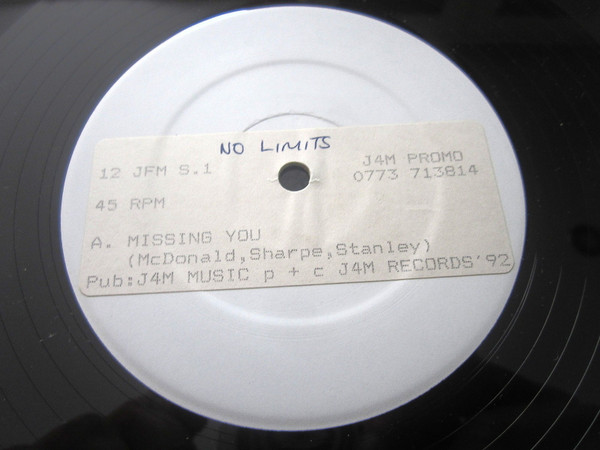 NO LIMITS
12 JFM S.1 J4M PROMO
45 RPM 0773 713814
A. MISSING YOU
(McDonald,Sharpe,Stanley)
Pub:J4M MUSIC p + c J4M RECORDS'92